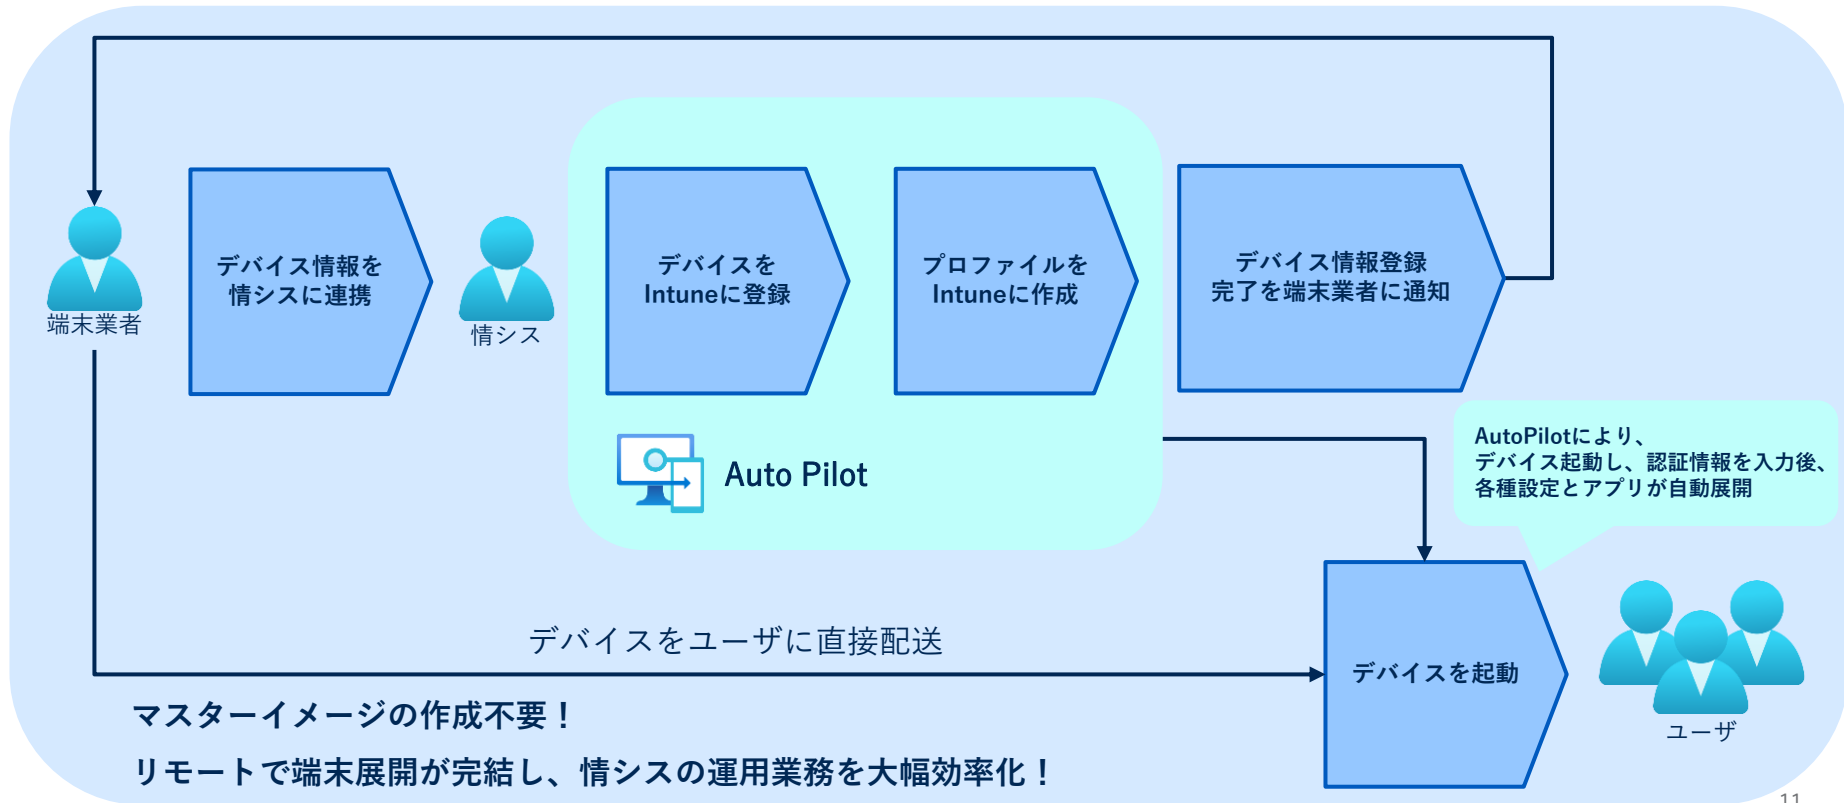 デバイス情報を
情シスに連携
端末業者
情シス
デバイスを
Intuneに登録
プロファイルを
Intuneに作成
デバイス情報登録
完了を端末業者に通知
Auto Pilot
AutoPilotにより、
デバイス起動し、認証情報を入力後、
各種設定とアプリが自動展開
デバイスをユーザに直接配送
デバイスを起動
ユーザ
マスターイメージの作成不要！
リモートで端末展開が完結し、情シスの運用業務を大幅効率化！
11